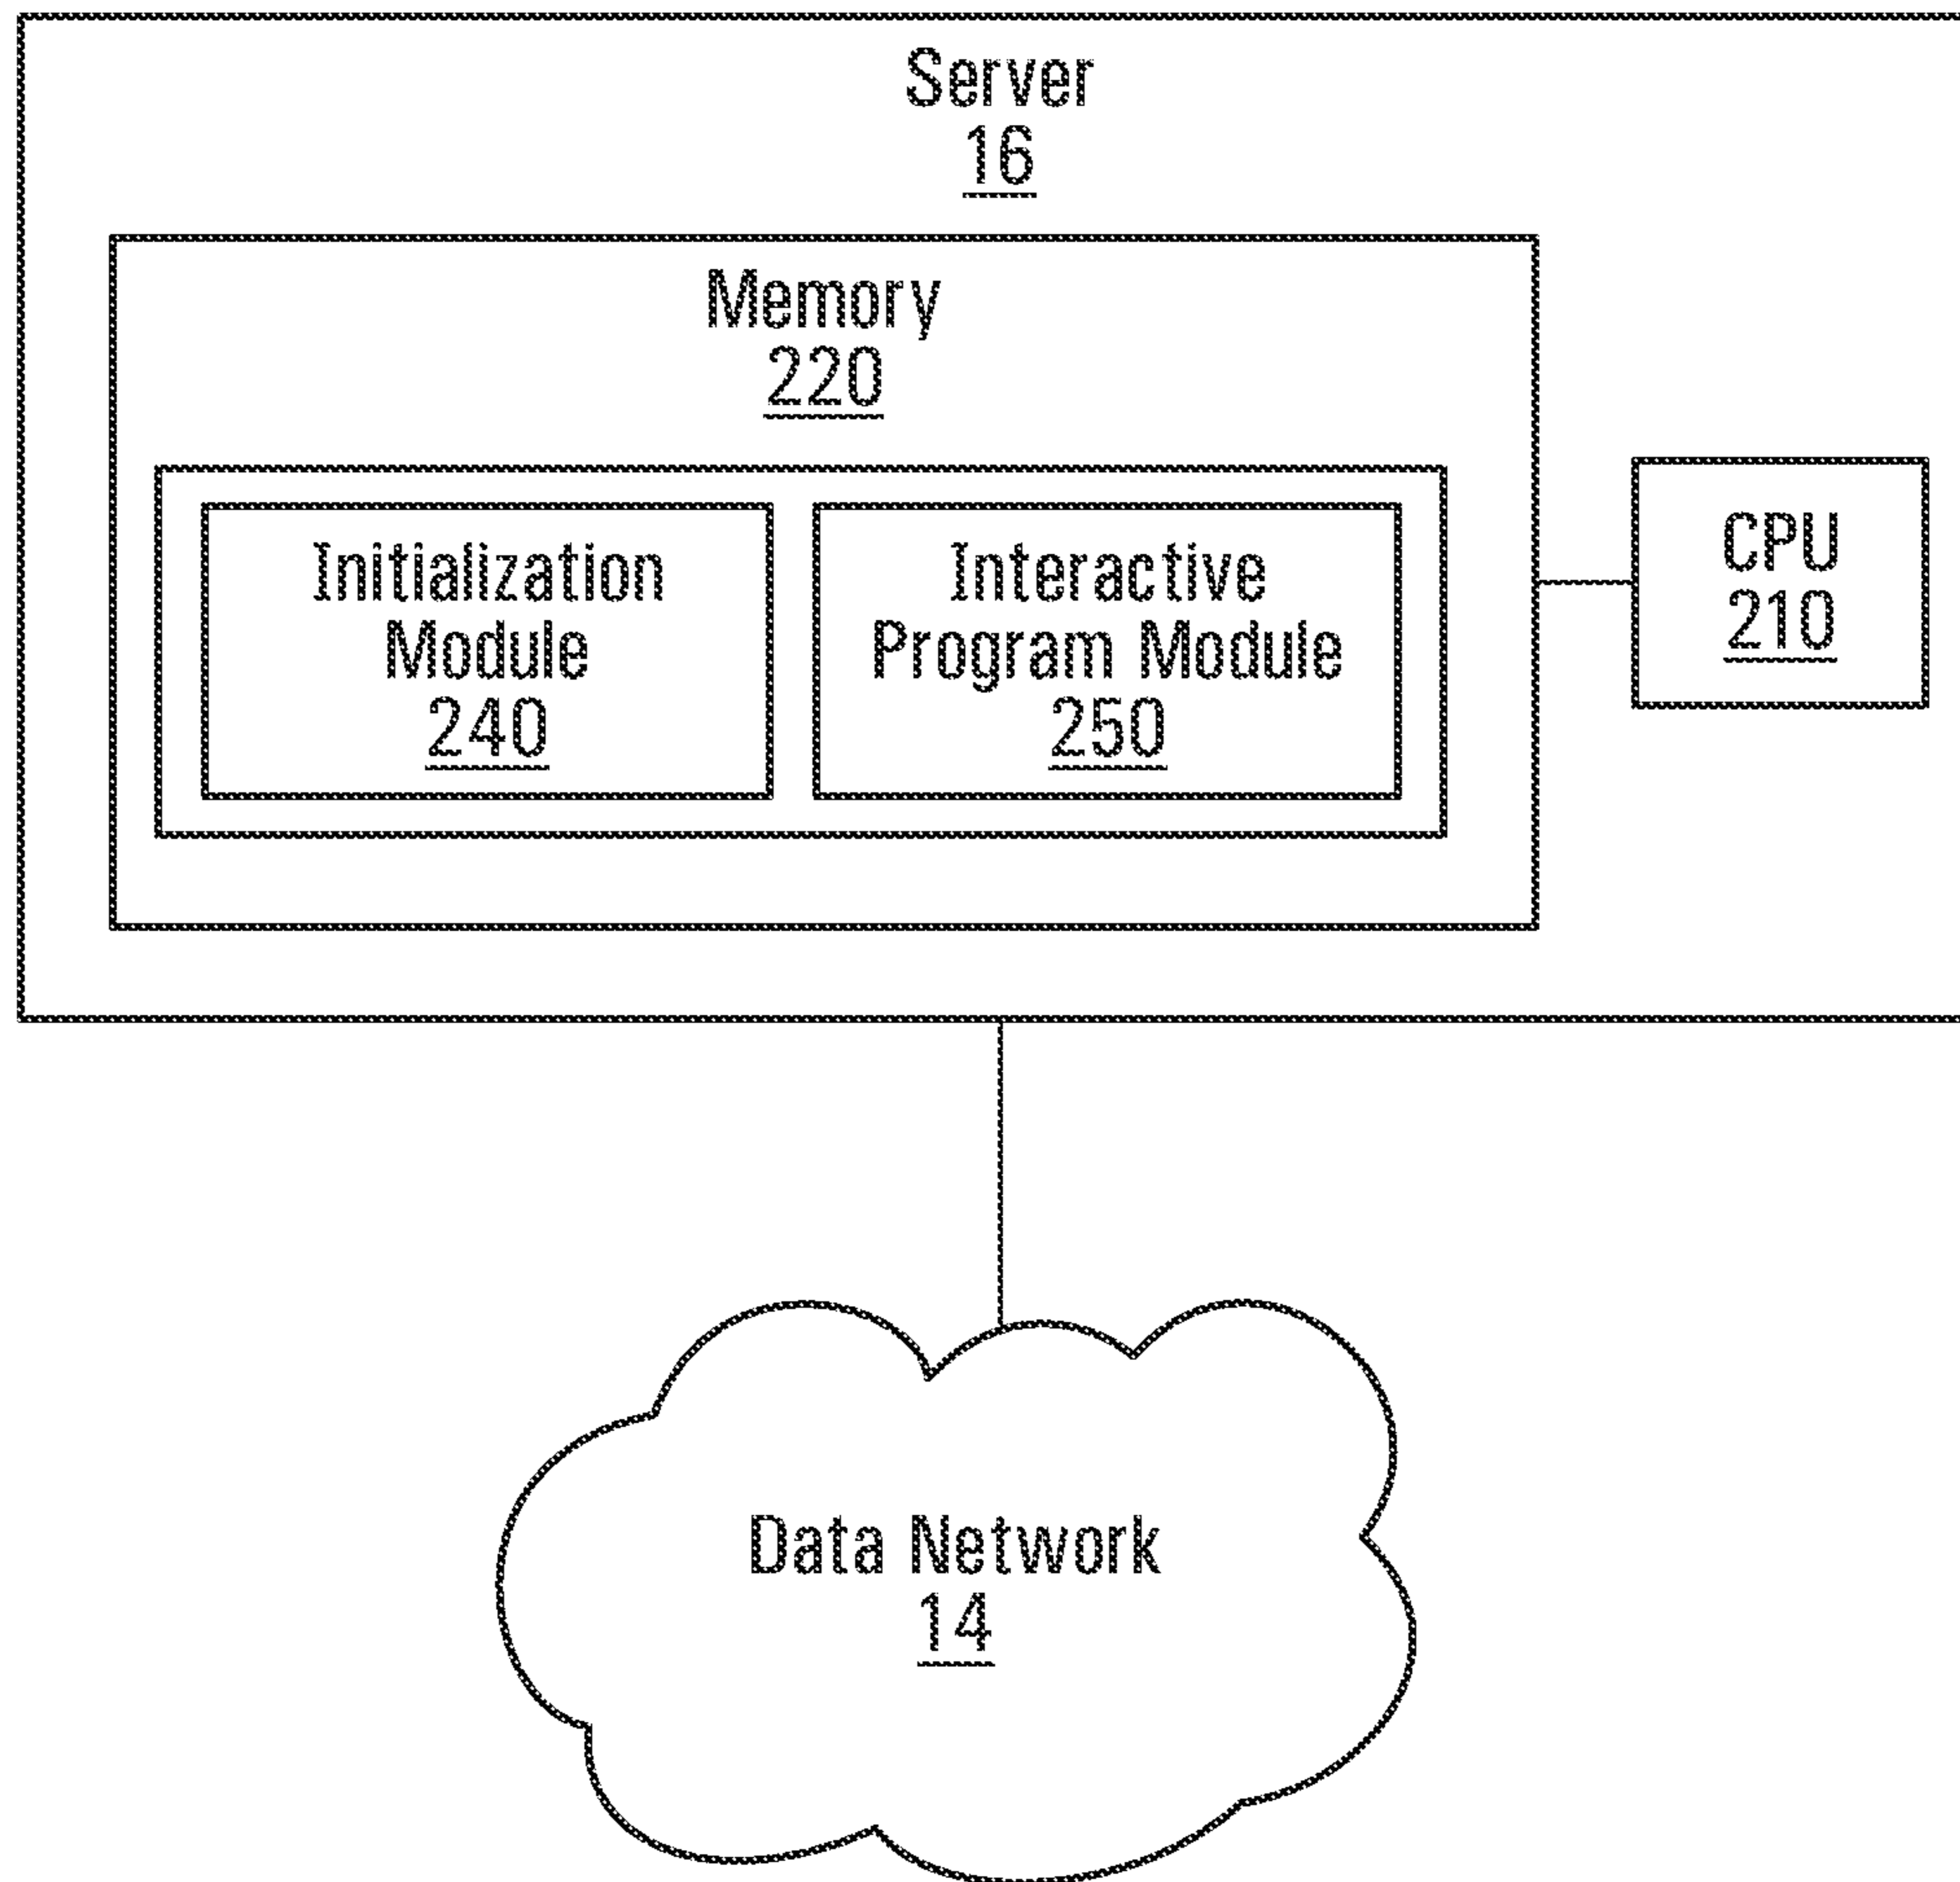 Server
16
Memory
220
Initialization
Module
240
Interactive
Program Module
250
CPU
210
Data Network
14